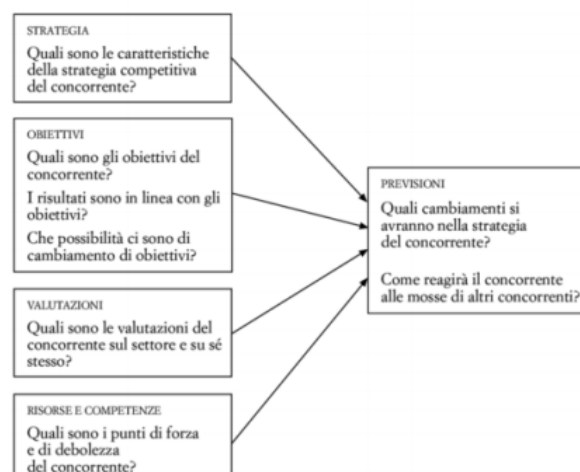 STRATEGIA
Quali sono le caratteristiche
della strategia competitiva
del concorrente?
OBIETTIVI
Quali sono gli obiettivi del
concorrente?
I risultati sono in linea con gli
obiettivi?
Che possibilità ci sono di
cambiamento di obiettivi?
VALUTAZIONI
Quali sono le valutazioni del
concorrente sul settore e su sé
stesso?
RISORSE E COMPETENZE
Quali sono i punti di forza
e di debolezza
del concorrente?
PREVISIONI
Quali cambiamenti si
avranno nella strategia
del concorrente?
Come reagirà il concorrente
alle mosse di altri concorrenti?